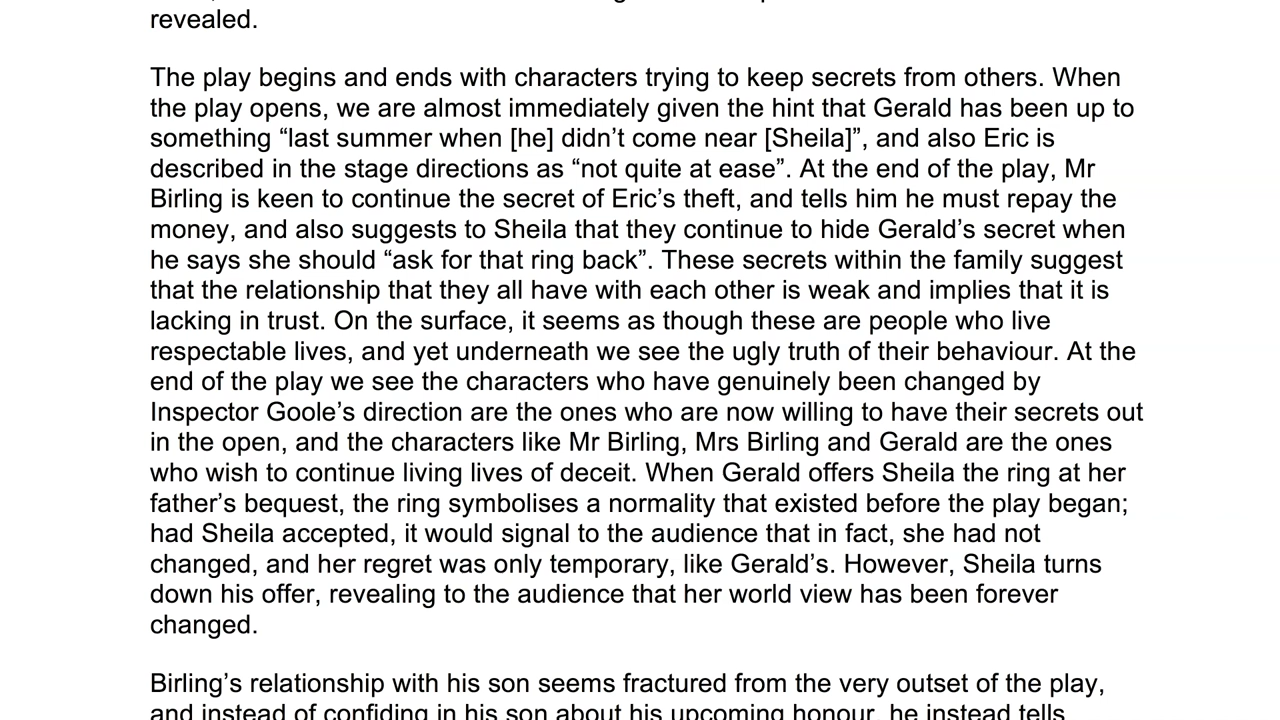 revealed.
The play begins and ends with characters trying to keep secrets from others. When
the play opens, we are almost immediately given the hint that Gerald has been up to
something “last summer when [he] didn’t come near [Sheila]”, and also Eric is
described in the stage directions as “not quite at ease”. At the end of the play, Mr
Birling is keen to continue the secret of Eric’s theft, and tells him he must repay the
money, and also suggests to Sheila that they continue to hide Gerald’s secret when
he says she should “ask for that ring back”. These secrets within the family suggest
that the relationship that they all have with each other is weak and implies that it is
lacking in trust. On the surface, it seems as though these are people who live
respectable lives, and yet underneath we see the ugly truth of their behaviour. At the
end of the play we see the characters who have genuinely been changed by
Inspector Goole’s direction are the ones who are now willing to have their secrets out
in the open, and the characters like Mr Birling, Mrs Birling and Gerald are the ones
who wish to continue living lives of deceit. When Gerald offers Sheila the ring at her
father’s bequest, the ring symbolises a normality that existed before the play began;
had Sheila accepted, it would signal to the audience that in fact, she had not
changed, and her regret was only temporary, like Gerald’s. However, Sheila turns
down his offer, revealing to the audience that her world view has been forever
changed.
Birling’s relationship with his son seems fractured from the very outset of the play,
and instead of confiding in his son about his upcoming honour, he instead tells